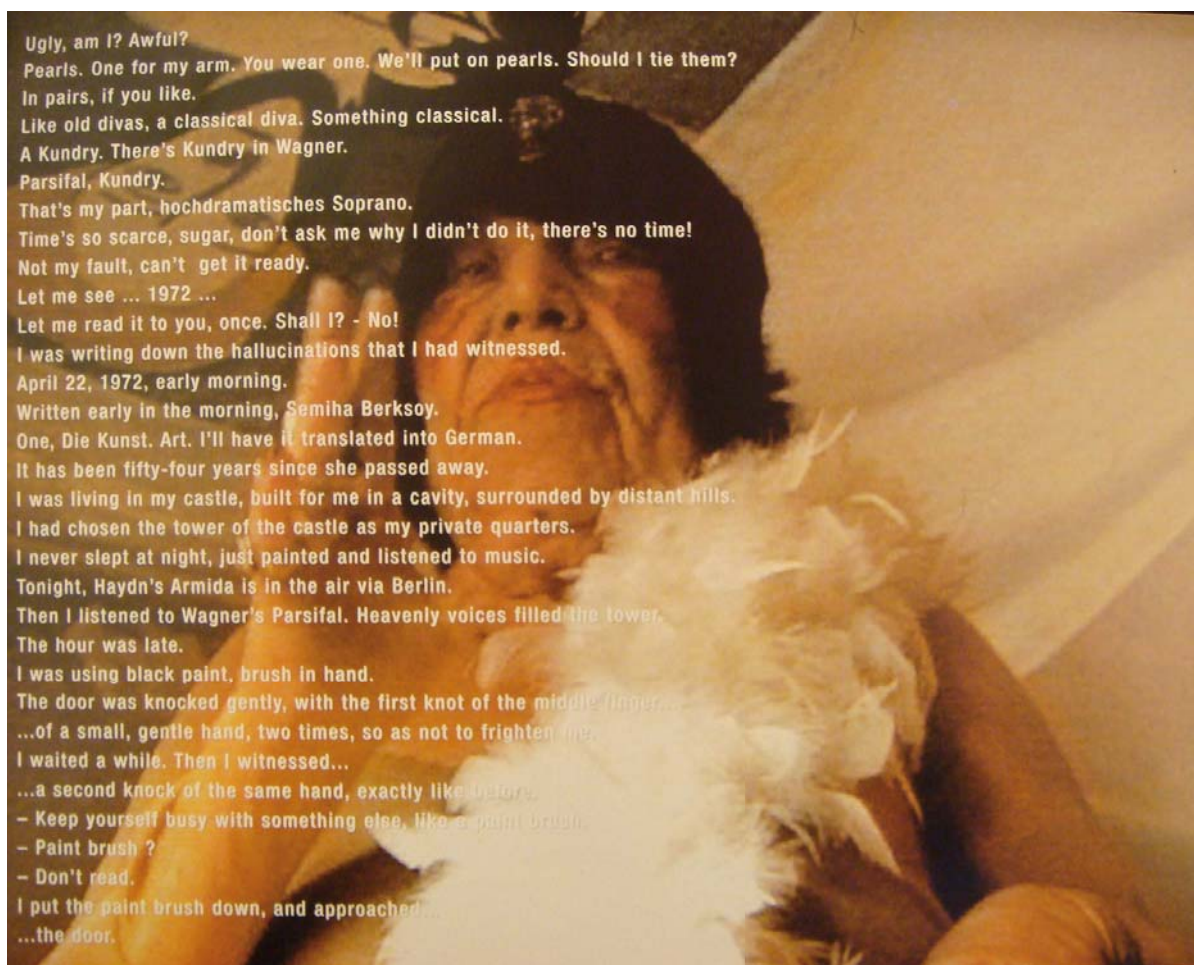 Ugly, am I? Awful?
Pearls. One for my arm. You wear one. We'll put on pearls. Should I tie them?
In pairs, if you like.
Like old divas, a classical diva. Something classical.
A Kundry. There's Kundry in Wagner.
Parsifal, Kundry.
That's my part, hochdramatisches Soprano.
Time's so scarce, sugar, don't ask me why I didn't do it, there's no time!
Not my fault, can't get it ready.
Let me see ... 1972 ...
Let me read it to you, once. Shall I? - No!
I was writing down the hallucinations that I had witnessed.
April 22, 1972, early morning.
Written early in the morning, Semiha Berksoy.
One, Die Kunst. Art. I'll have it translated into German.
It has been fifty-four years since she passed away.
I was living in my castle, built for me in a cavity, surrounded by distant hills.
I had chosen the tower of the castle as my private quarters.
I never slept at night, just painted and listened to music.
Tonight, Haydn's Armida is in the air via Berlin.
Then I listened to Wagner's Parsifal. Heavenly voices filled the tower.
The hour was late.
I was using black paint, brush in hand.
The door was knocked gently, with the first knot of the middle finger...
...of a small, gentle hand, two times, so as not to frighten me.
I waited a while. Then I witnessed...
...a second knock of the same hand, exactly like before.
– Keep yourself busy with something else, like a paint brush.
– Paint brush ?
– Don't read.
I put the paint brush down, and approached...
...the door.